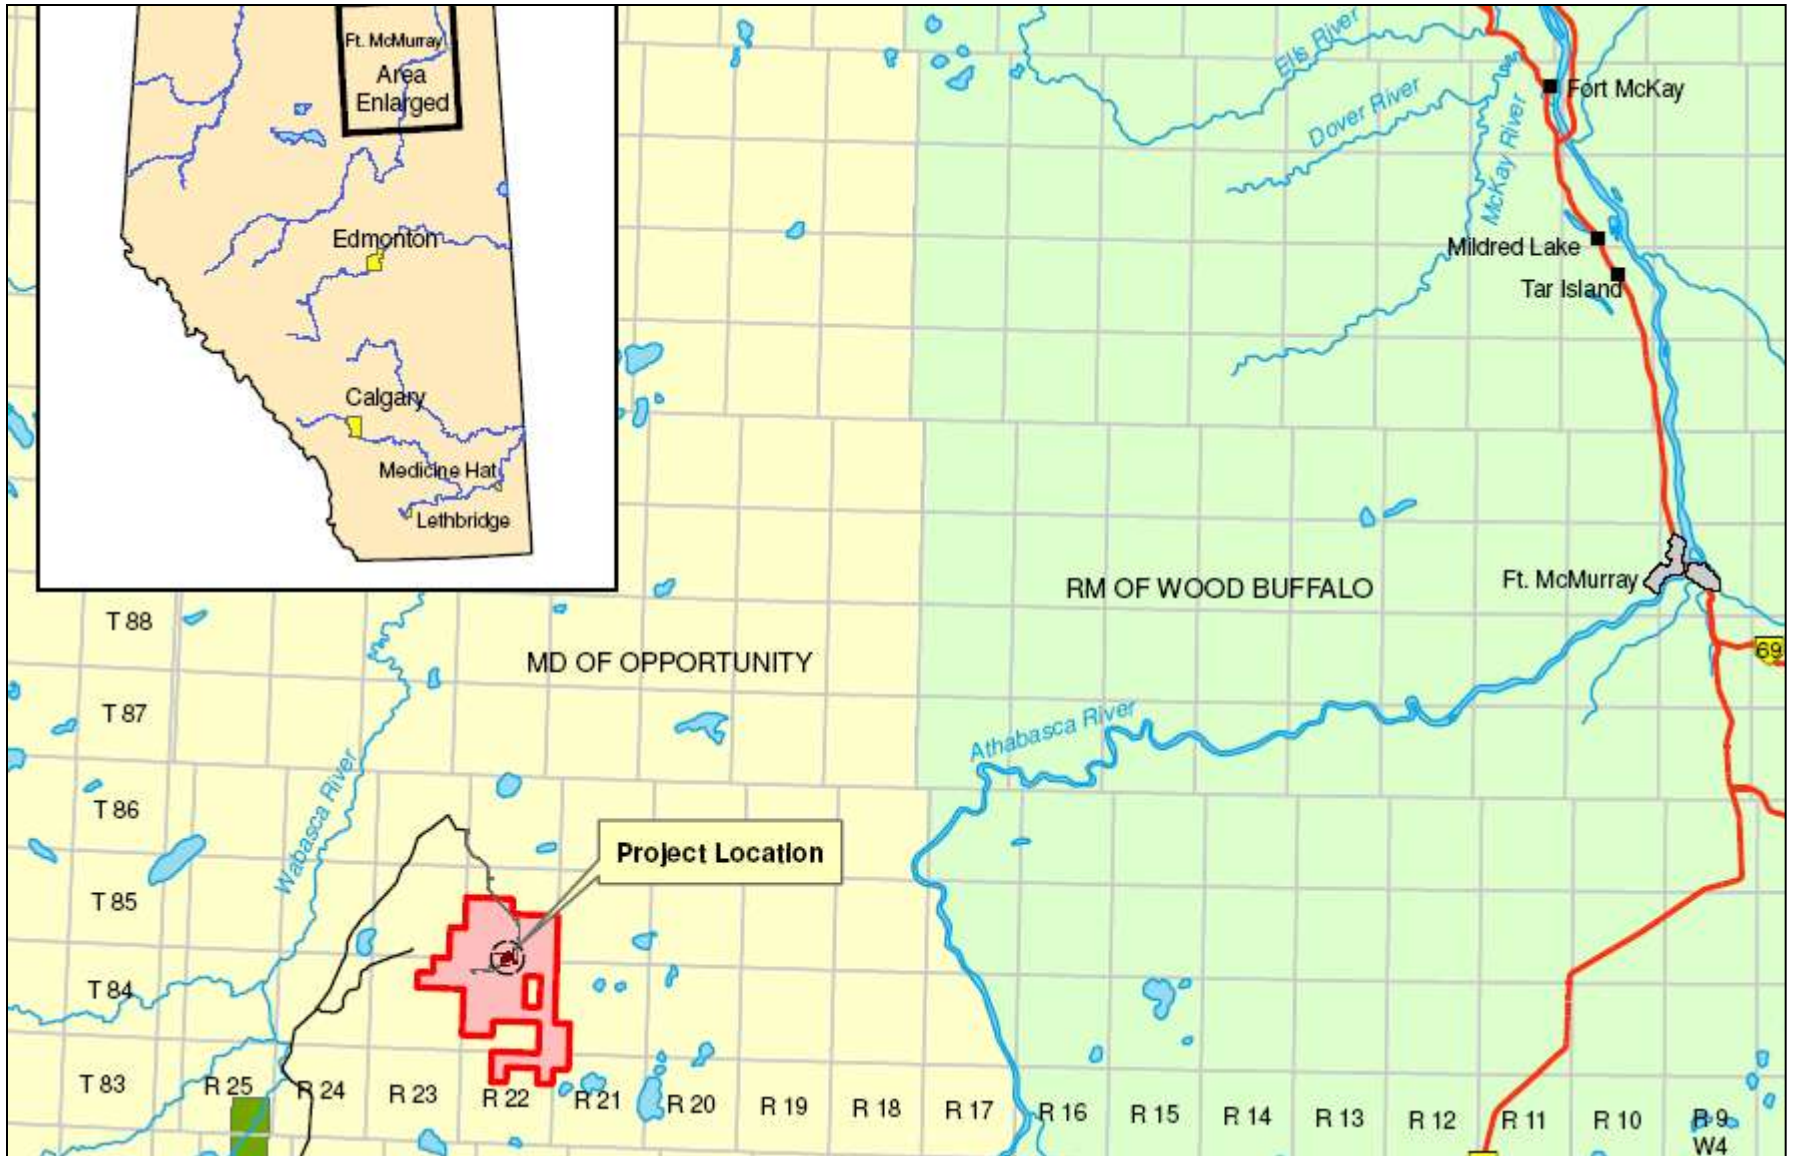 Ft. McMurray
Area
Enlarged
Edmonton
Calgary
Medicine Hat
Lethbridge
Ells River
Dover River
McKay River
Fort McKay
Mildred Lake
Tar Island
Ft. McMurray
69
RM OF WOOD BUFFALO
MD OF OPPORTUNITY
Athabasca River
Wabasca River
Project Location
T 88
T 87
T 86
T 85
T 84
T 83
R 25
R 24
R 23
R 22
R 21
R 20
R 19
R 18
R 17
R 16
R 15
R 14
R 13
R 12
R 11
R 10
R 9
W4